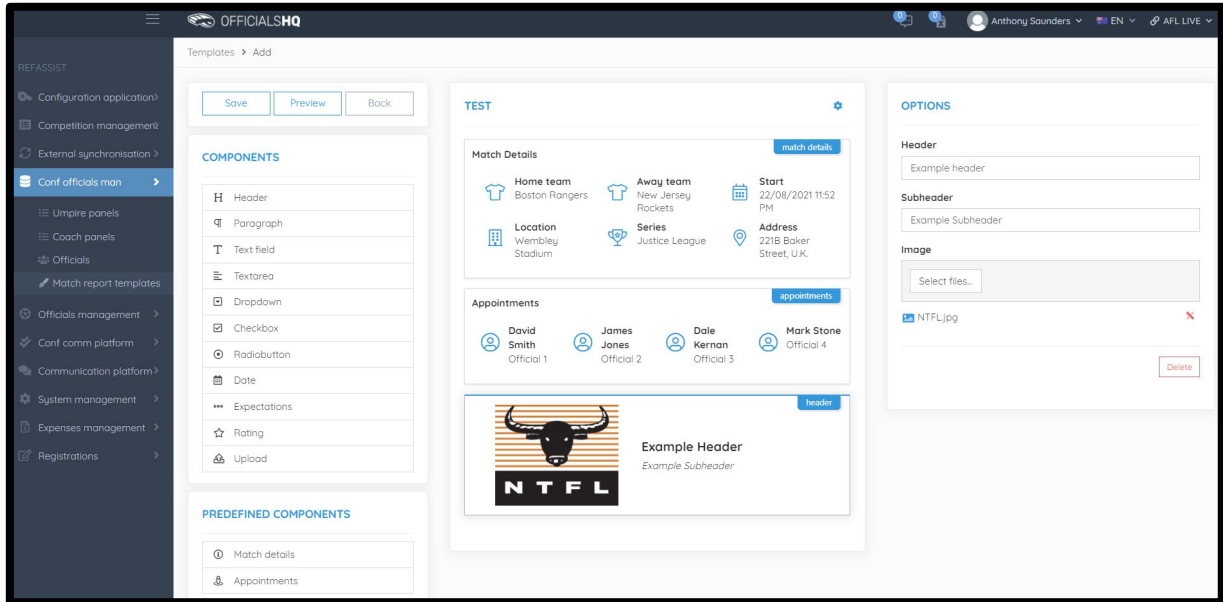 OFFICIALSHQ
0
0
Anthony Saunders
EN
AFL LIVE
REFASSIST
Configuration application
Competition management
External synchronisation
Conf officials man
Umpire panels
Coach panels
Officials
Match report templates
Officials management
Conf comm platform
Communication platform
System management
Expenses management
Registrations
Templates > Add
Save
Preview
Back
COMPONENTS
H Header
Paragraph
T Text field
Textarea
Dropdown
Checkbox
Radiobutton
Date
Expectations
Rating
Upload
PREDEFINED COMPONENTS
Match details
Appointments
TEST
match details
Match Details
Home team
Boston Rangers
Away team
New Jersey
Rockets
Start
22/08/2021 11:52
PM
Location
Wembley
Stadium
Series
Justice League
Address
221B Baker
Street, U.K.
appointments
Appointments
David
Smith
Official 1
James
Jones
Official 2
Dale
Kernan
Official 3
Mark Stone
Official 4
header
NTFL
Example Header
Example Subheader
OPTIONS
Header
Example header
Subheader
Example Subheader
Image
Select files...
NTFL.jpg
Delete